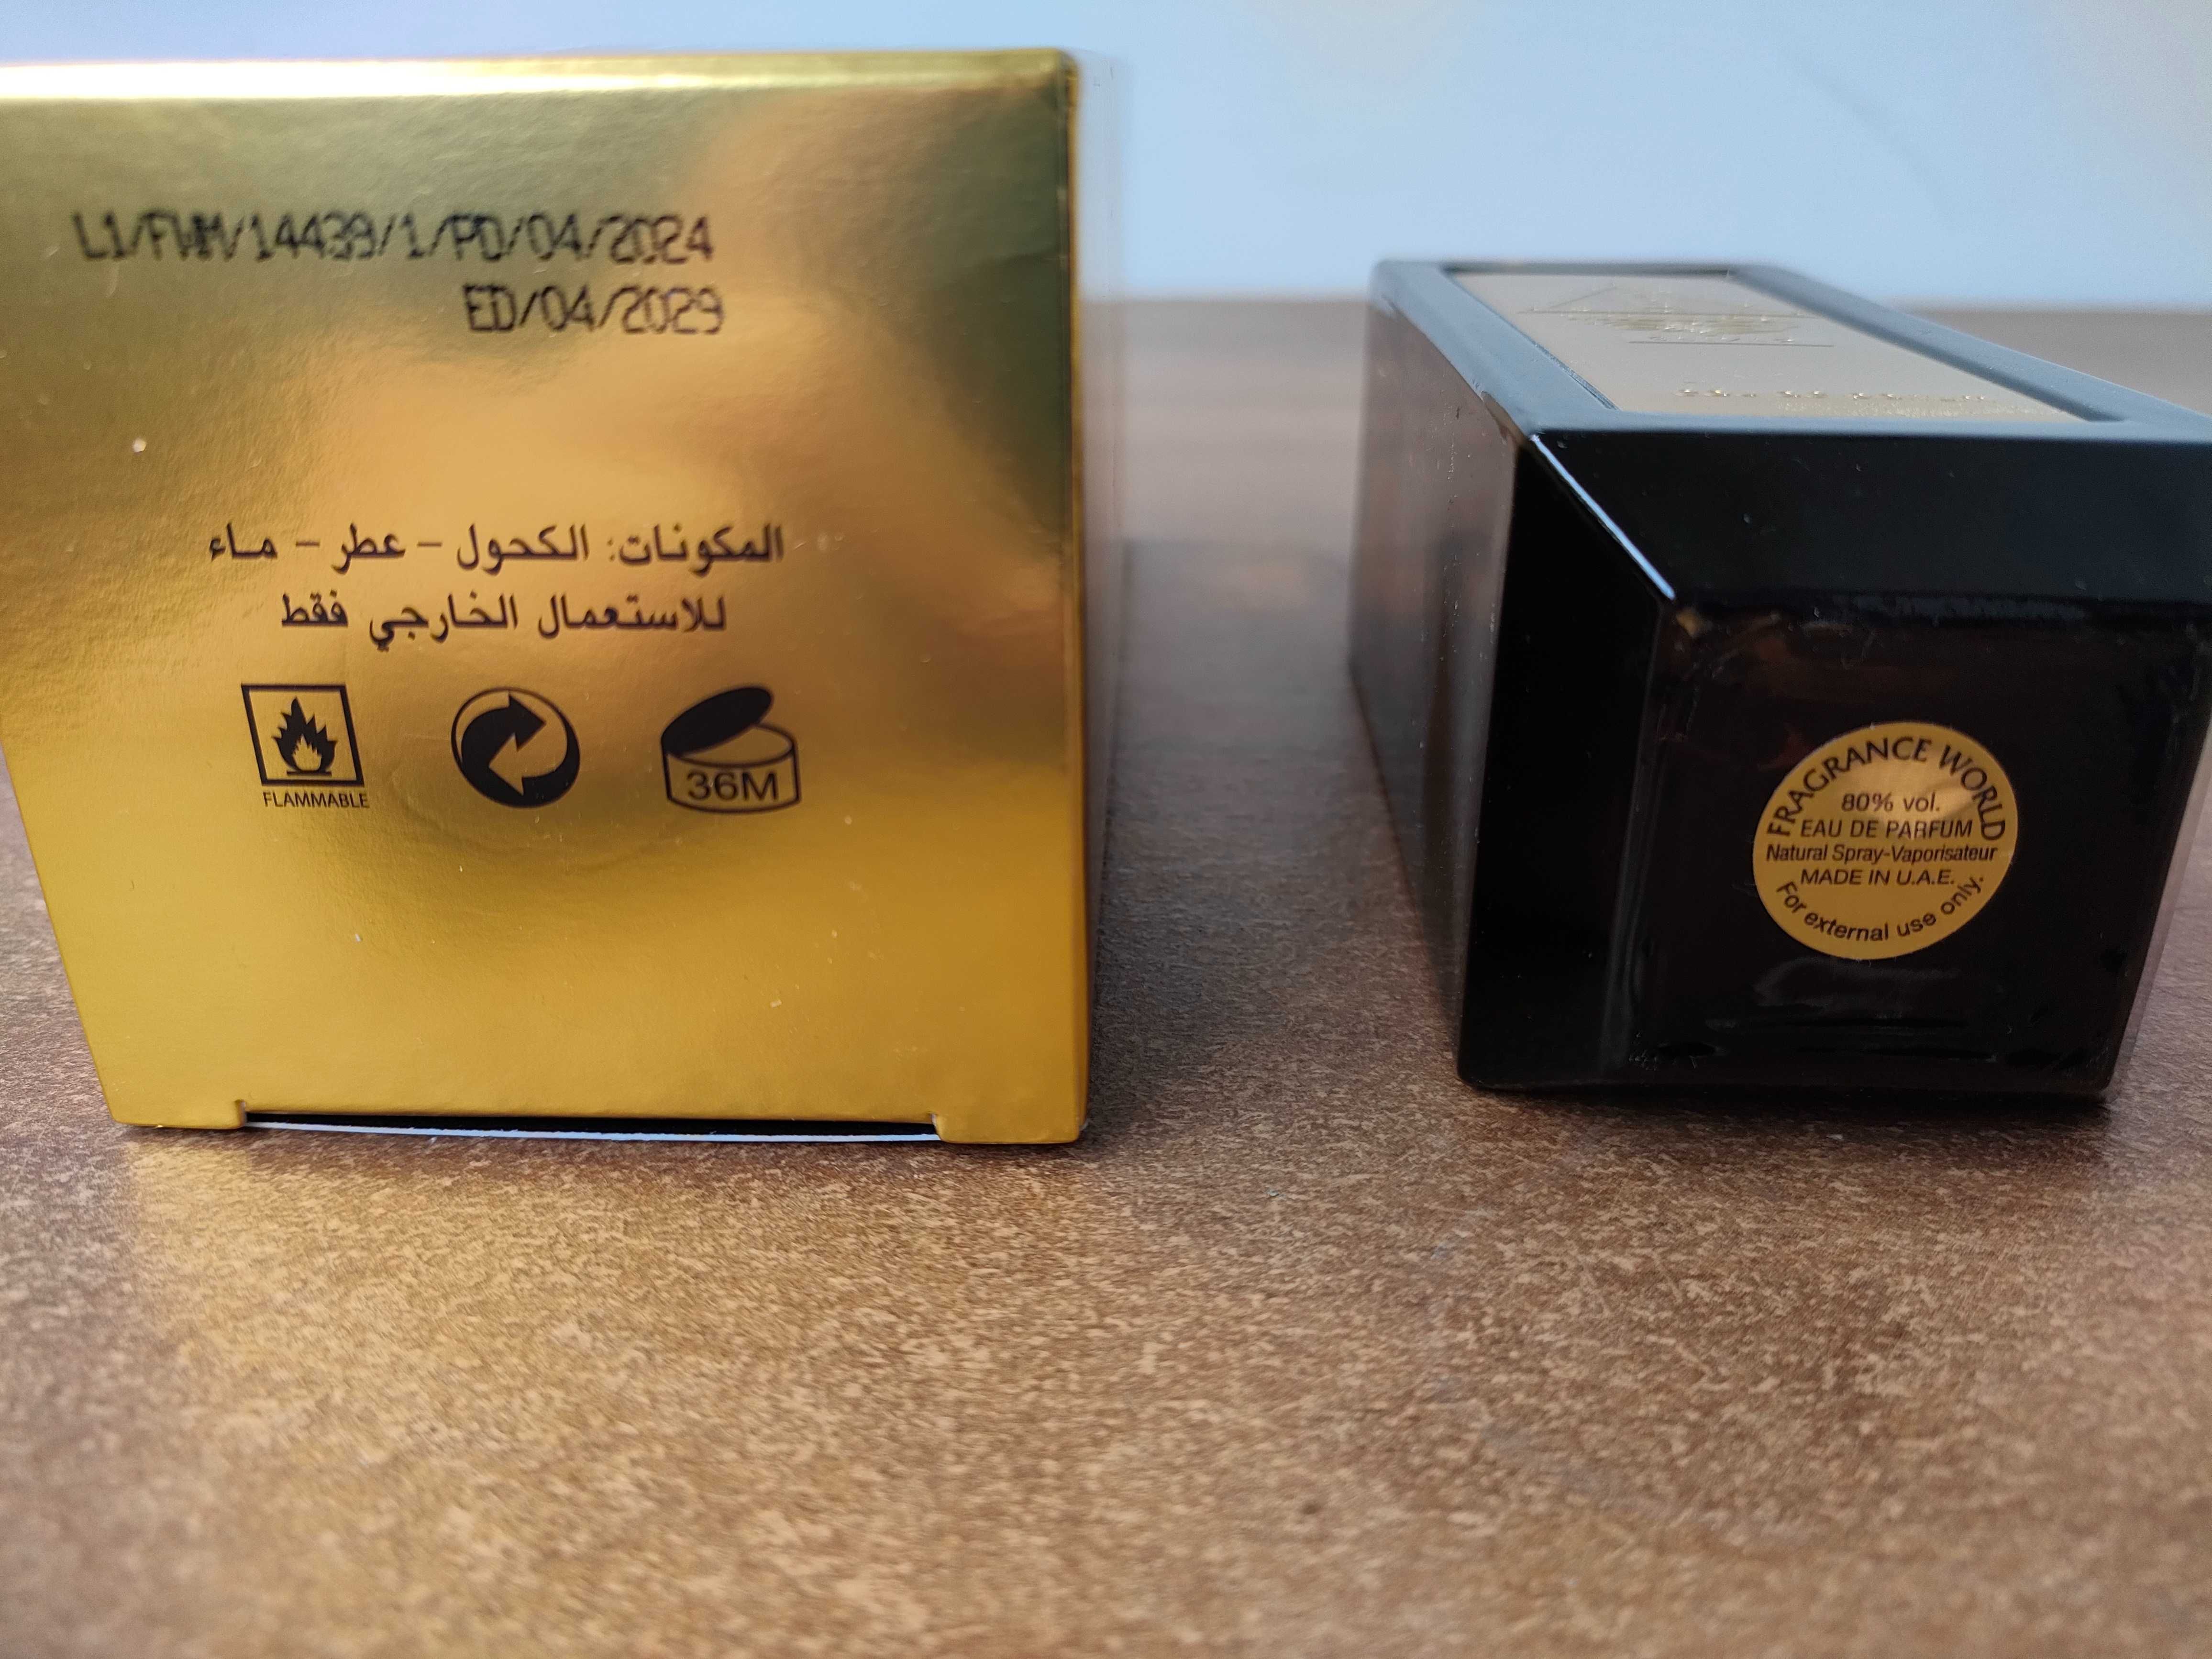 L1/FWM/14439/1/PD/04/2024
ED/04/2029
المكونات: الكحول - عطر - ماء
للاستعمال الخارجي فقط
FLAMMABLE
36M
FRAGRANCE WORLD
80% vol.
EAU DE PARFUM
Natural Spray-Vaporisateur
MADE IN U.A.E.
For external use only.